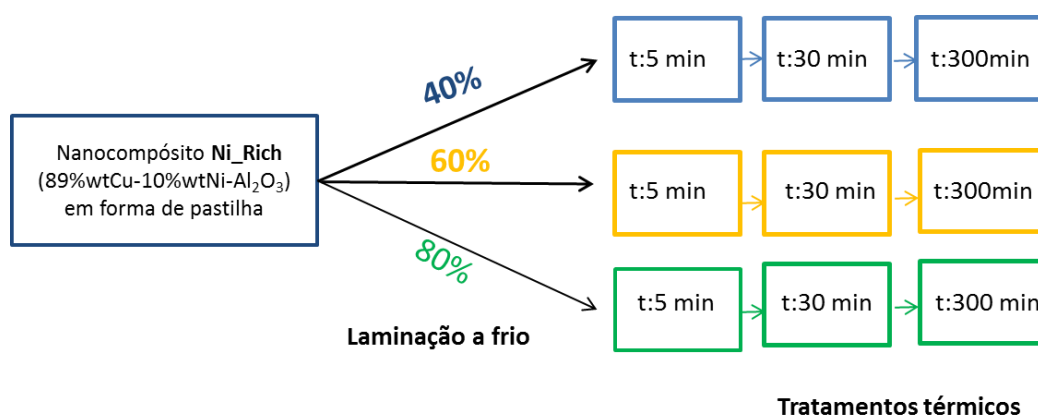 Nanocompósito Ni_Rich
(89%wtCu-10%wtNi-Al₂O₃)
em forma de pastilha
40%
60%
80%
Laminação a frio
t:5 min
t:30 min
t:300min
t:5 min
t:30 min
t:300min
t:5 min
t:30 min
t:300 min
Tratamentos térmicos